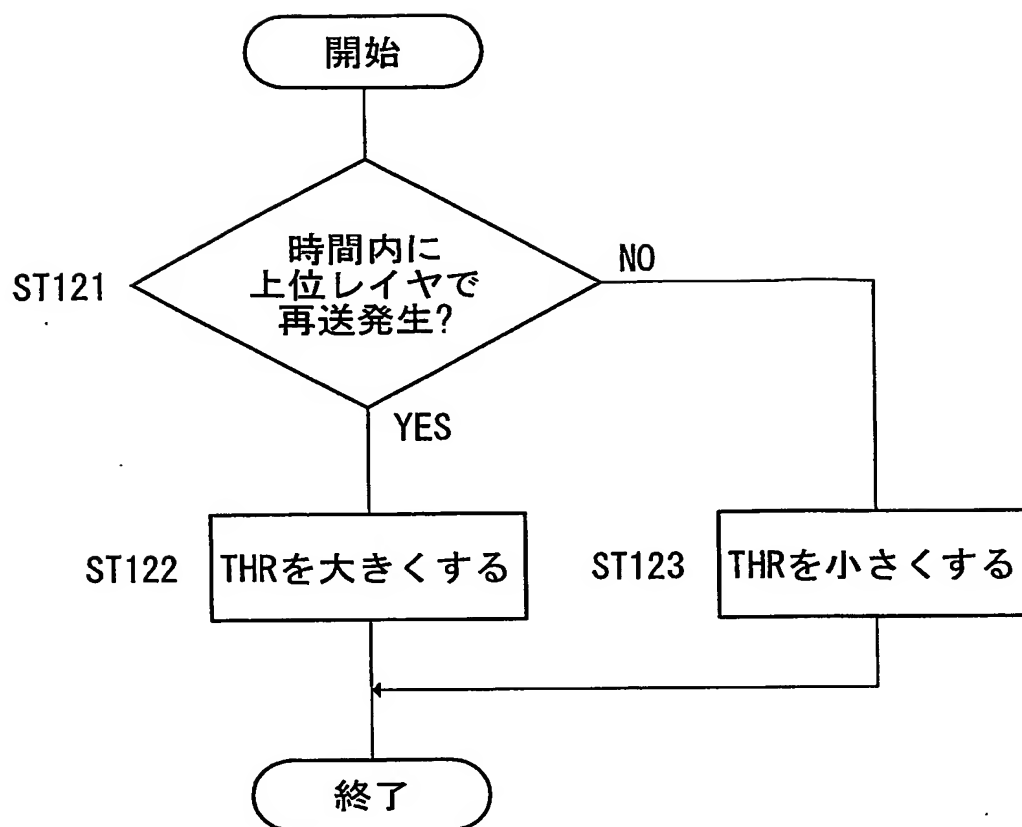 開始
時間内に
上位レイヤで
再送発生?
ST121
NO
YES
ST122
THRを大きくする
ST123
THRを小さくする
終了